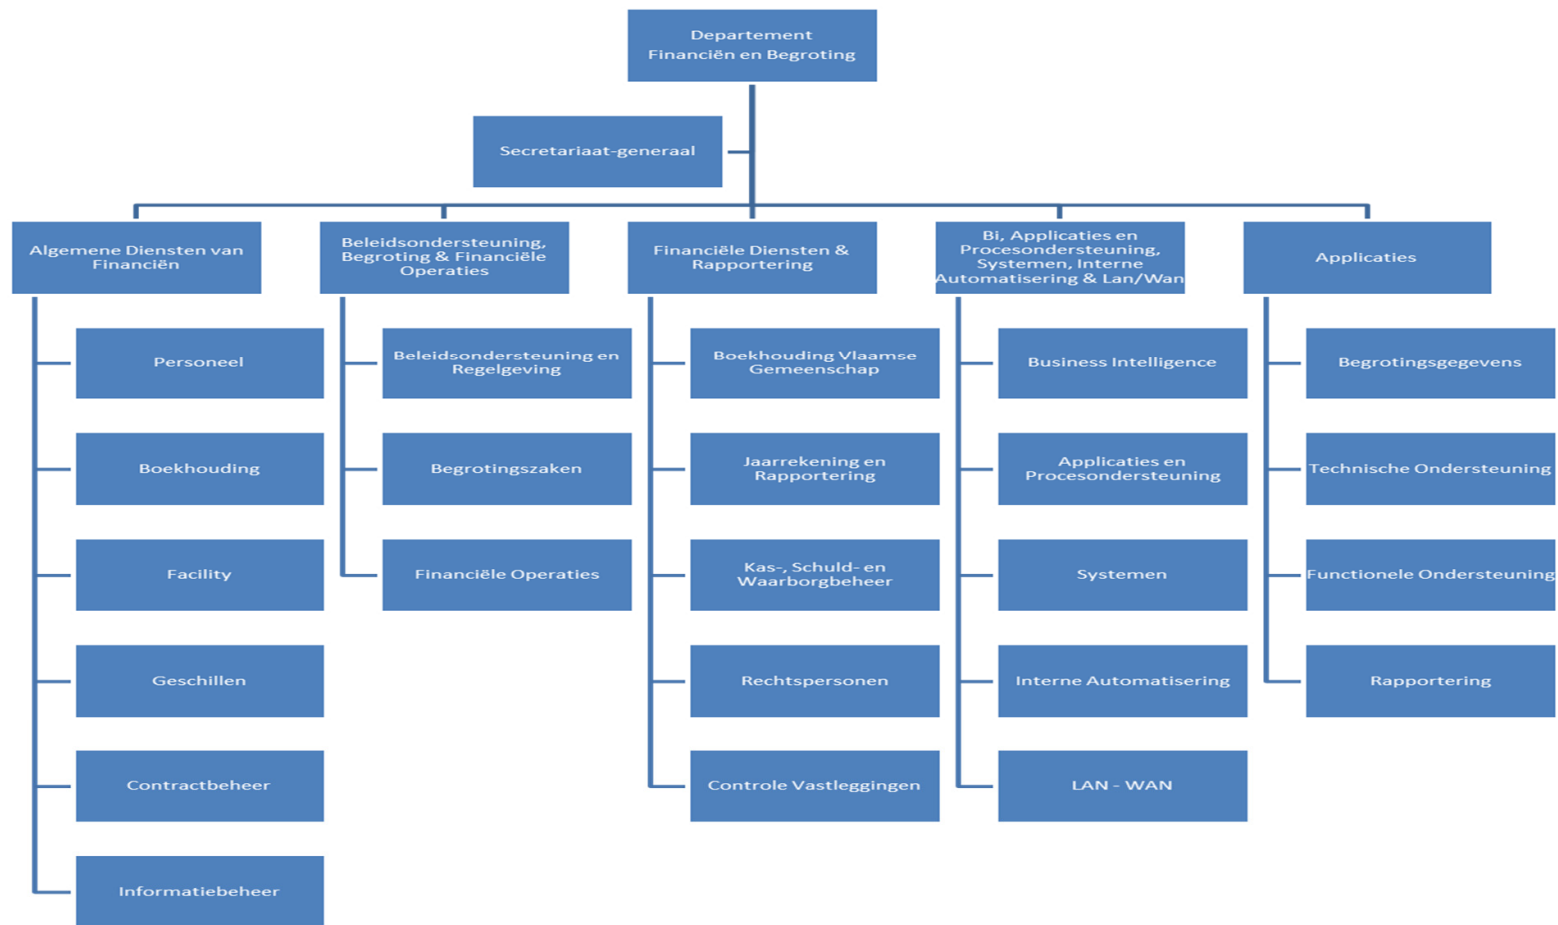 Departement
Financiën en Begroting
Secretariaat-generaal
Algemene Diensten van
Financiën
Personeel
Boekhouding
Facility
Geschillen
Contractbeheer
Informatiebeheer
Beleidsondersteuning,
Begroting & Financiële
Operaties
Beleidsondersteuning en
Regelgeving
Begrotingszaken
Financiële Operaties
Financiële Diensten &
Rapportering
Boekhouding Vlaamse
Gemeenschap
Jaarrekening en
Rapportering
Kas-, Schuld- en
Waarborgbeheer
Rechtspersonen
Controle Vastleggingen
Bi, Applicaties en
Procesondersteuning,
Systemen, Interne
Automatisering & Lan/Wan
Business Intelligence
Applicaties en
Procesondersteuning
Systemen
Interne Automatisering
LAN - WAN
Applicaties
Begrotingsgegevens
Technische Ondersteuning
Functionele Ondersteuning
Rapportering